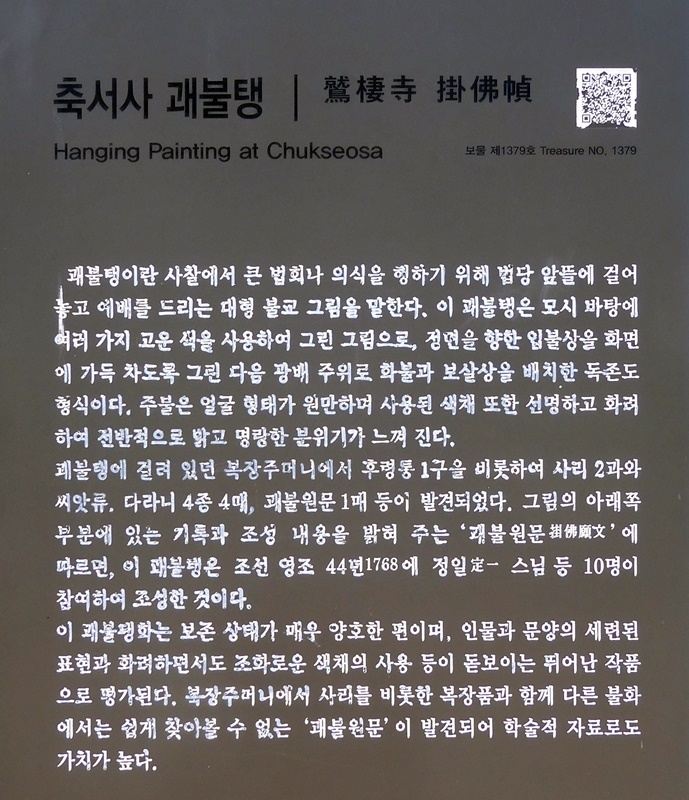 축서사 괘불탱 | 鷲棲寺 掛佛幀
Hanging Painting at Chukseosa
보물 제1379호 Treasure NO. 1379
괘불탱이란 사찰에서 큰 법회나 의식을 행하기 위해 법당 앞뜰에 걸어
놓고 예배를 드리는 대형 불교 그림을 말한다. 이 괘불탱은 모시 바탕에
여러 가지 고운 색을 사용하여 그린 그림으로, 정면을 향한 입불상을 화면
에 가득 차도록 그린 다음 광배 주위로 화불과 보살상을 배치한 독존도
형식이다. 주불은 얼굴 형태가 원만하며 사용된 색채 또한 선명하고 화려
하여 전반적으로 밝고 명랑한 분위기가 느껴 진다.
괘불탱에 걸려 있던 복장주머니에서 후령통 1구을 비롯하여 사리 2과와
씨앗류. 다라니 4종 4매, 괘불원문 1매 등이 발견되었다. 그림의 아래쪽
부분에 있는 기록과 조성 내용을 밝혀 주는 ‘괘불원문掛佛願文’에
따르면, 이 괘불탱은 조선 영조 44년1768에 정일定一 스님 등 10명이
참여하여 조성한 것이다.
이 괘불탱화는 보존 상태가 매우 양호한 편이며, 인물과 문양의 세련된
표현과 화려하면서도 조화로운 색채의 사용 등이 돋보이는 뛰어난 작품
으로 평가된다. 복장주머니에서 사리를 비롯한 복장품과 함께 다른 불화
에서는 쉽게 찾아볼 수 없는 ‘괘불원문’이 발견되어 학술적 자료로도
가치가 높다.